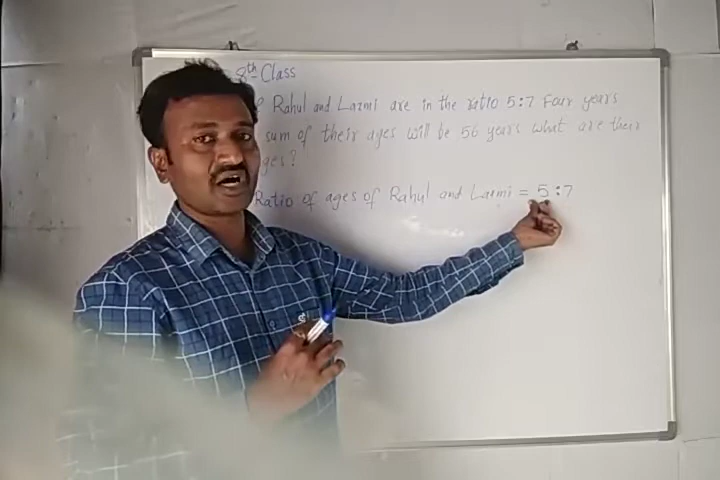 8th Class
Rahul and Laxmi are in the ratio 5:7 Four years
sum of their ages will be 56 years what are their
ges?
Ratio of ages of Rahul and Laxmi = 5:7